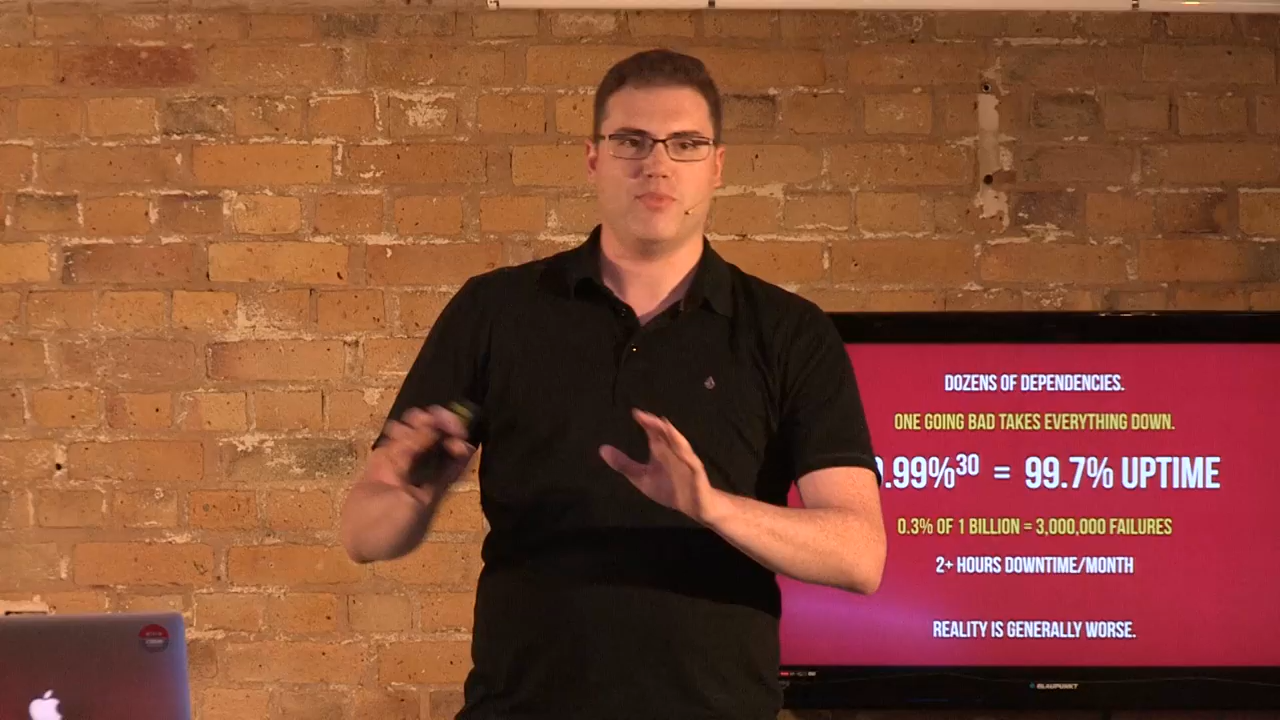 DOZENS OF DEPENDENCIES.
ONE GOING BAD TAKES EVERYTHING DOWN.
.99%³⁰ = 99.7% UPTIME
0.3% OF 1 BILLION = 3,000,000 FAILURES
2+ HOURS DOWNTIME/MONTH
REALITY IS GENERALLY WORSE.
BLAUPUNKT